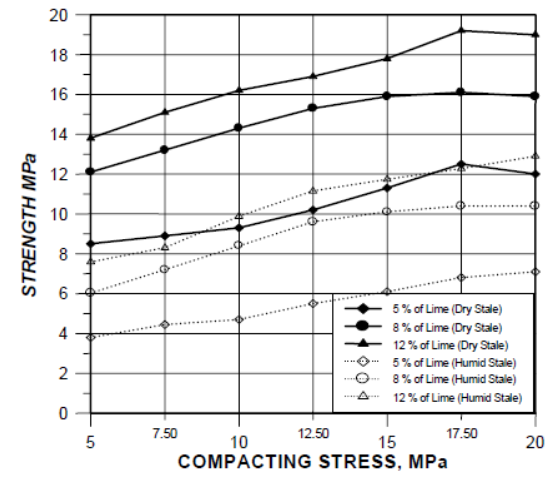 20
18
16
14
12
10
8
6
4
2
0
STRENGTH MPa
5 % of Lime (Dry Stale)
8 % of Lime (Dry Stale)
12 % of Lime (Dry Stale)
5 % of Lime (Humid Stale)
8 % of Lime (Humid Stale)
12 % of Lime (Humid Stale)
5 7.50 10 12.50 15 17.50 20
COMPACTING STRESS, MPa